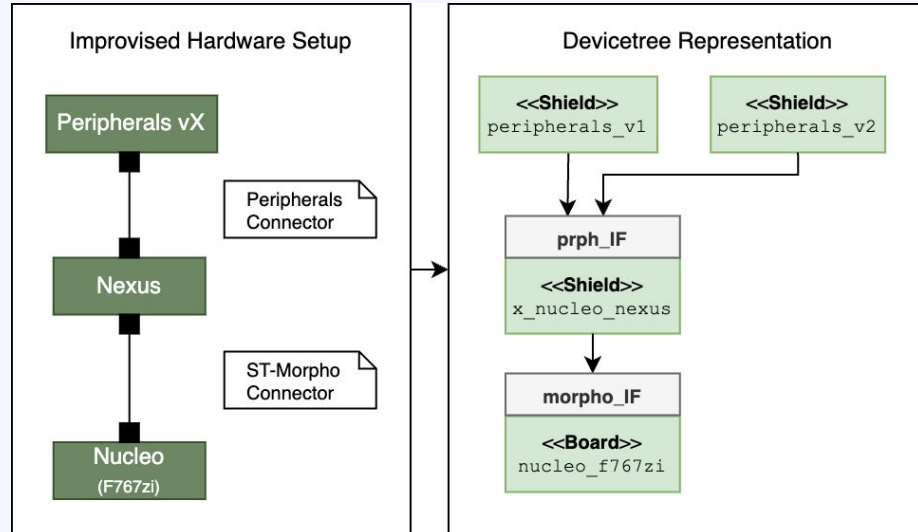 Improvised Hardware Setup
Peripherals vX
Peripherals
Connector
Nexus
ST-Morpho
Connector
Nucleo
(F767zi)
Devicetree Representation
<<Shield>>
peripherals_v1
<<Shield>>
peripherals_v2
prph_IF
<<Shield>>
x_nucleo_nexus
morpho_IF
<<Board>>
nucleo_f767zi